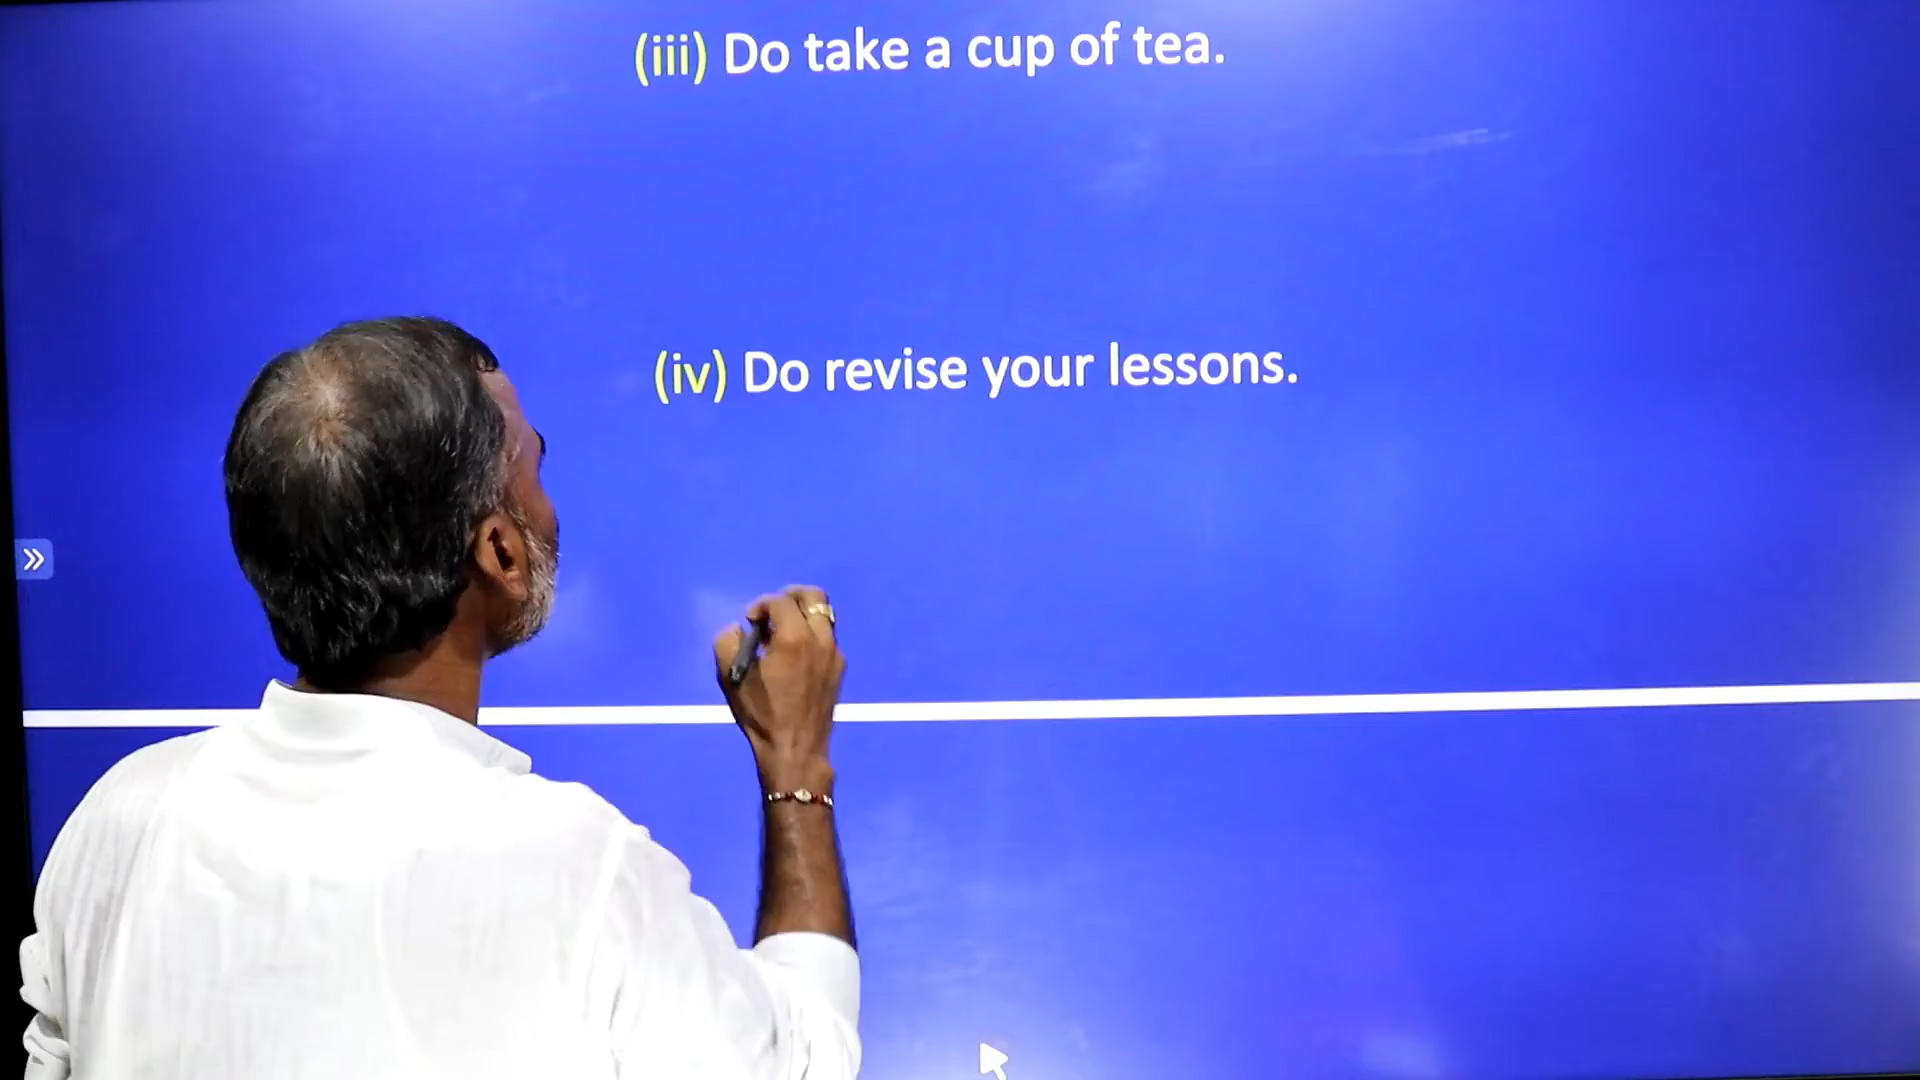 (iii) Do take a cup of tea.
(iv) Do revise your lessons.